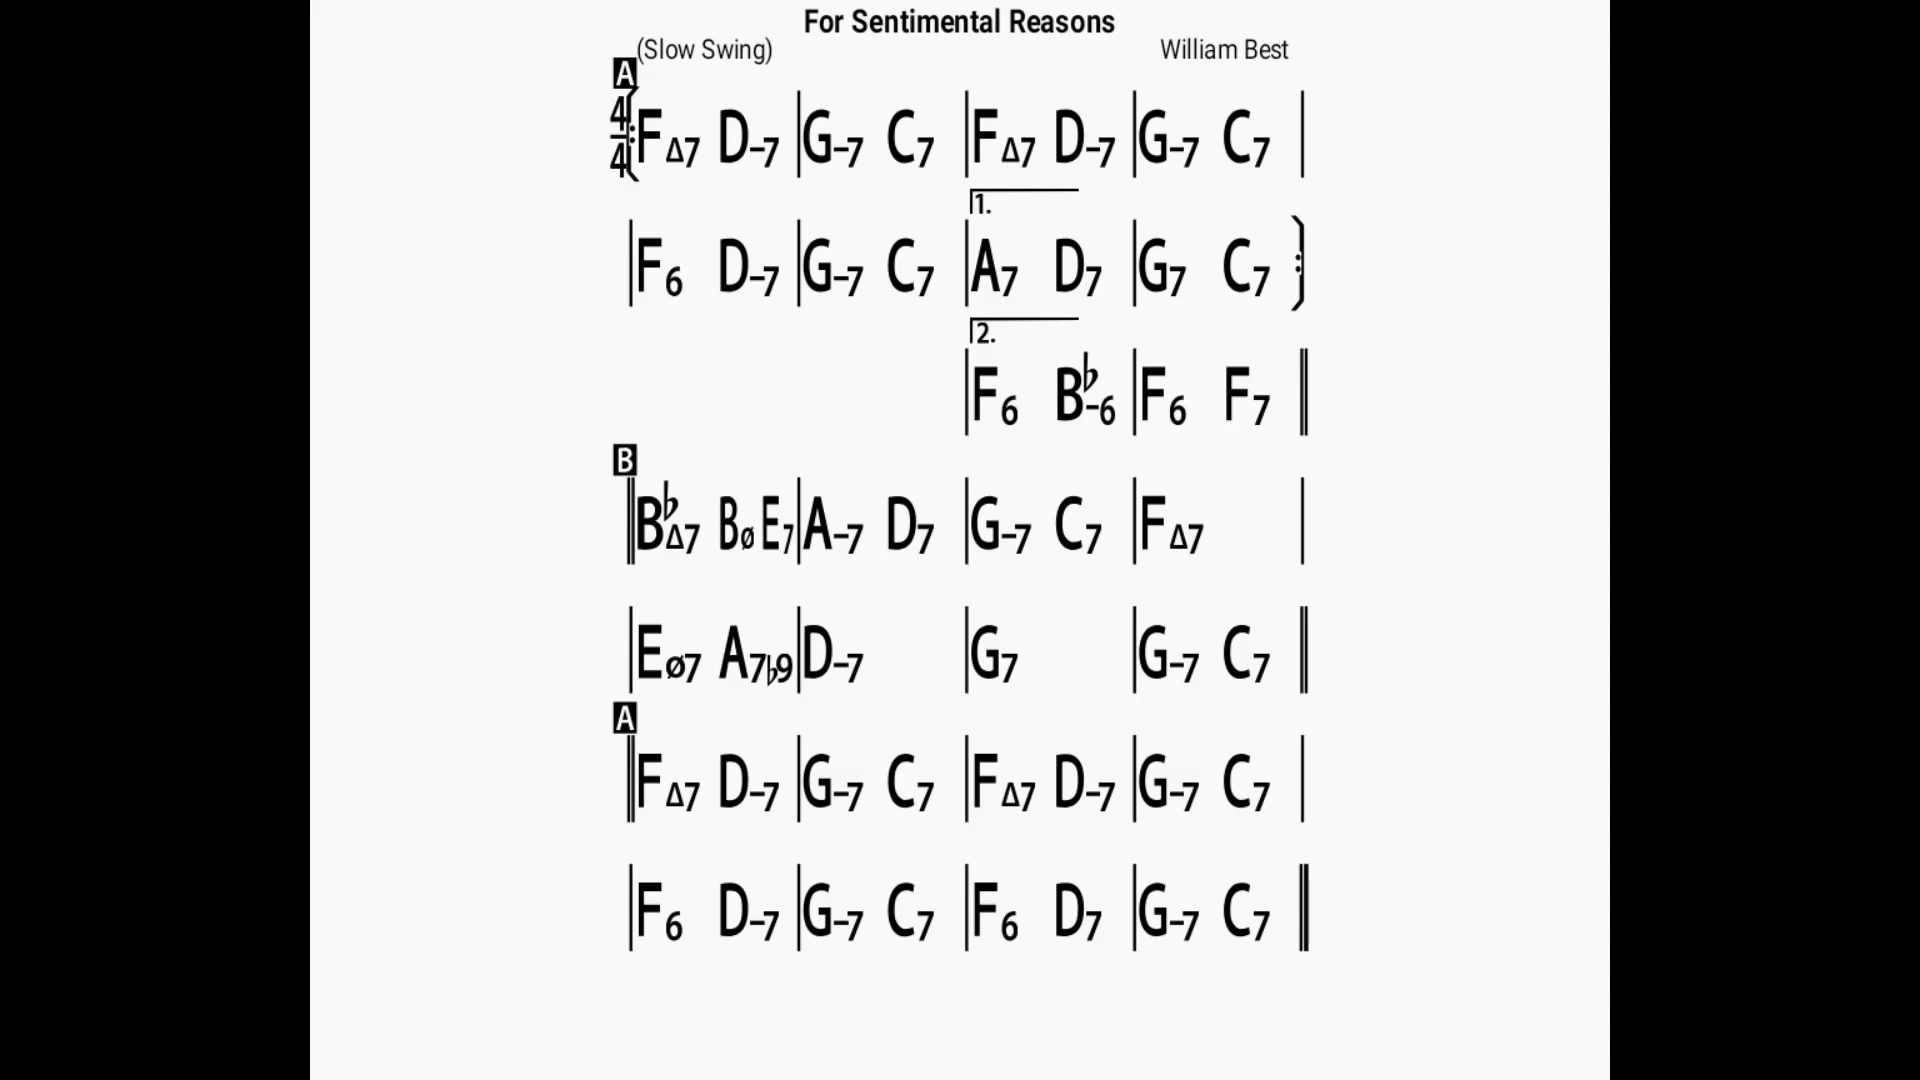 For Sentimental Reasons
(Slow Swing) William Best
A
4/4 FΔ7 D-7 | G-7 C7 | FΔ7 D-7 | G-7 C7 |
1.
| F6 D-7 | G-7 C7 | A7 D7 | G7 C7
2.
| F6 B♭-6 | F6 F7
B
B♭Δ7 Bø E7 | A-7 D7 | G-7 C7 | FΔ7 |
| Eø7 A7♭9 | D-7 | G7 | G-7 C7
A
FΔ7 D-7 | G-7 C7 | FΔ7 D-7 | G-7 C7 |
| F6 D-7 | G-7 C7 | F6 D7 | G-7 C7